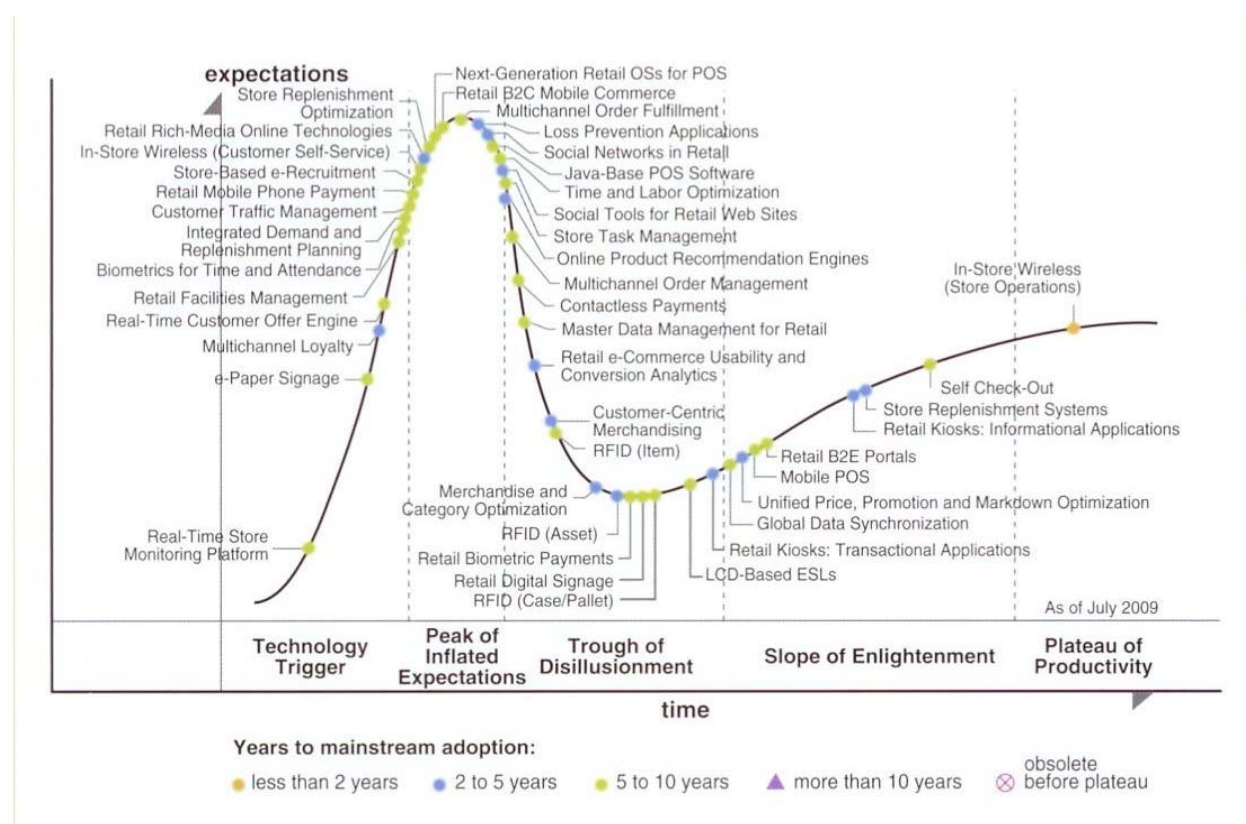 expectations
Next-Generation Retail OSs for POS
Store Replenishment
Optimization
Retail B2C Mobile Commerce
Multichannel Order Fulfillment
Retail Rich-Media Online Technologies
Loss Prevention Applications
In-Store Wireless (Customer Self-Service)
Social Networks in Retail
Store-Based e-Recruitment
Java-Base POS Software
Retail Mobile Phone Payment
Time and Labor Optimization
Customer Traffic Management
Social Tools for Retail Web Sites
Integrated Demand and
Replenishment Planning
Store Task Management
Biometrics for Time and Attendance
Online Product Recommendation Engines
Retail Facilities Management
Multichannel Order Management
Real-Time Customer Offer Engine
Contactless Payments
Multichannel Loyalty
Master Data Management for Retail
e-Paper Signage
Retail e-Commerce Usability and
Conversion Analytics
Customer-Centric
Merchandising
RFID (Item)
In-Store Wireless
(Store Operations)
Self Check-Out
Store Replenishment Systems
Retail Kiosks: Informational Applications
Retail B2E Portals
Mobile POS
Unified Price, Promotion and Markdown Optimization
Global Data Synchronization
Retail Kiosks: Transactional Applications
LCD-Based ESLs
Merchandise and
Category Optimization
RFID (Asset)
Retail Biometric Payments
Retail Digital Signage
RFID (Case/Pallet)
Real-Time Store
Monitoring Platform
As of July 2009
Technology
Trigger
Peak of
Inflated
Expectations
Trough of
Disillusionment
Slope of Enlightenment
Plateau of
Productivity
time
Years to mainstream adoption:
less than 2 years
2 to 5 years
5 to 10 years
more than 10 years
obsolete
before plateau